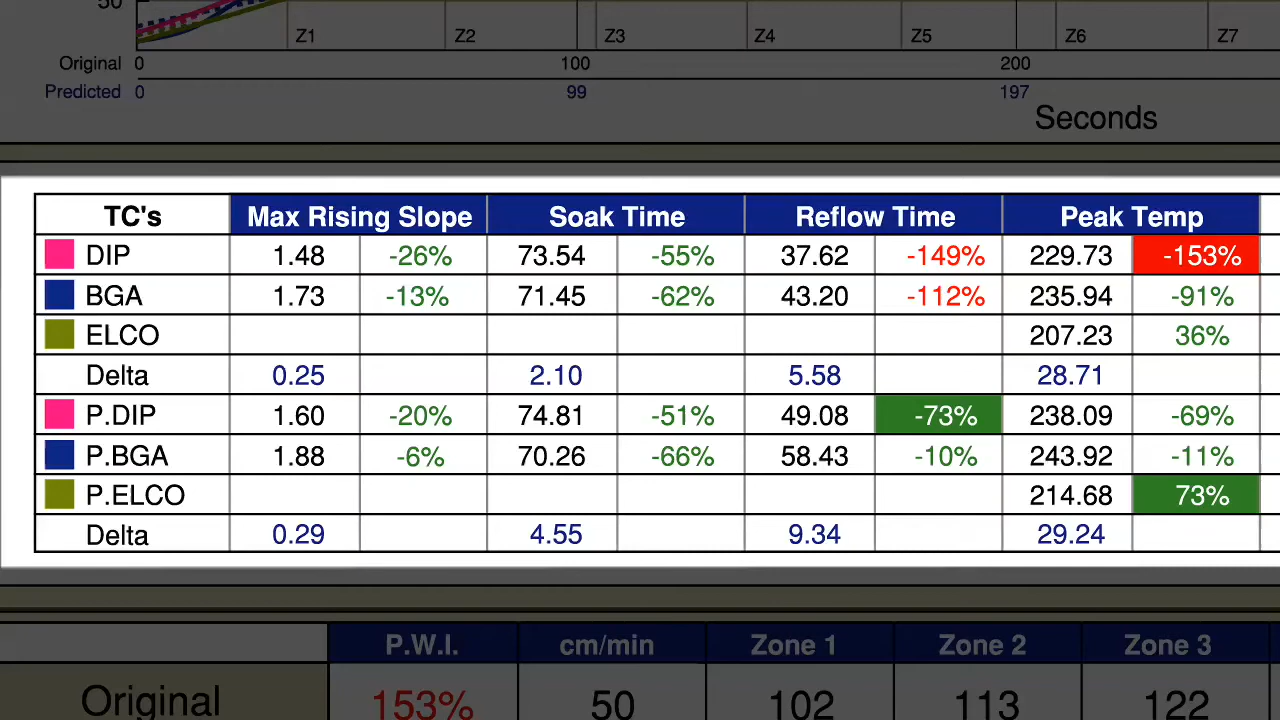 50
Z1 Z2 Z3 Z4 Z5 Z6 Z7
Original 0 100 200
Predicted 0 99 197
Seconds
TC's Max Rising Slope Soak Time Reflow Time Peak Temp
DIP 1.48 -26% 73.54 -55% 37.62 -149% 229.73 -153%
BGA 1.73 -13% 71.45 -62% 43.20 -112% 235.94 -91%
ELCO 207.23 36%
Delta 0.25 2.10 5.58 28.71
P.DIP 1.60 -20% 74.81 -51% 49.08 -73% 238.09 -69%
P.BGA 1.88 -6% 70.26 -66% 58.43 -10% 243.92 -11%
P.ELCO 214.68 73%
Delta 0.29 4.55 9.34 29.24
P.W.I. cm/min Zone 1 Zone 2 Zone 3
Original 153% 50 102 113 122